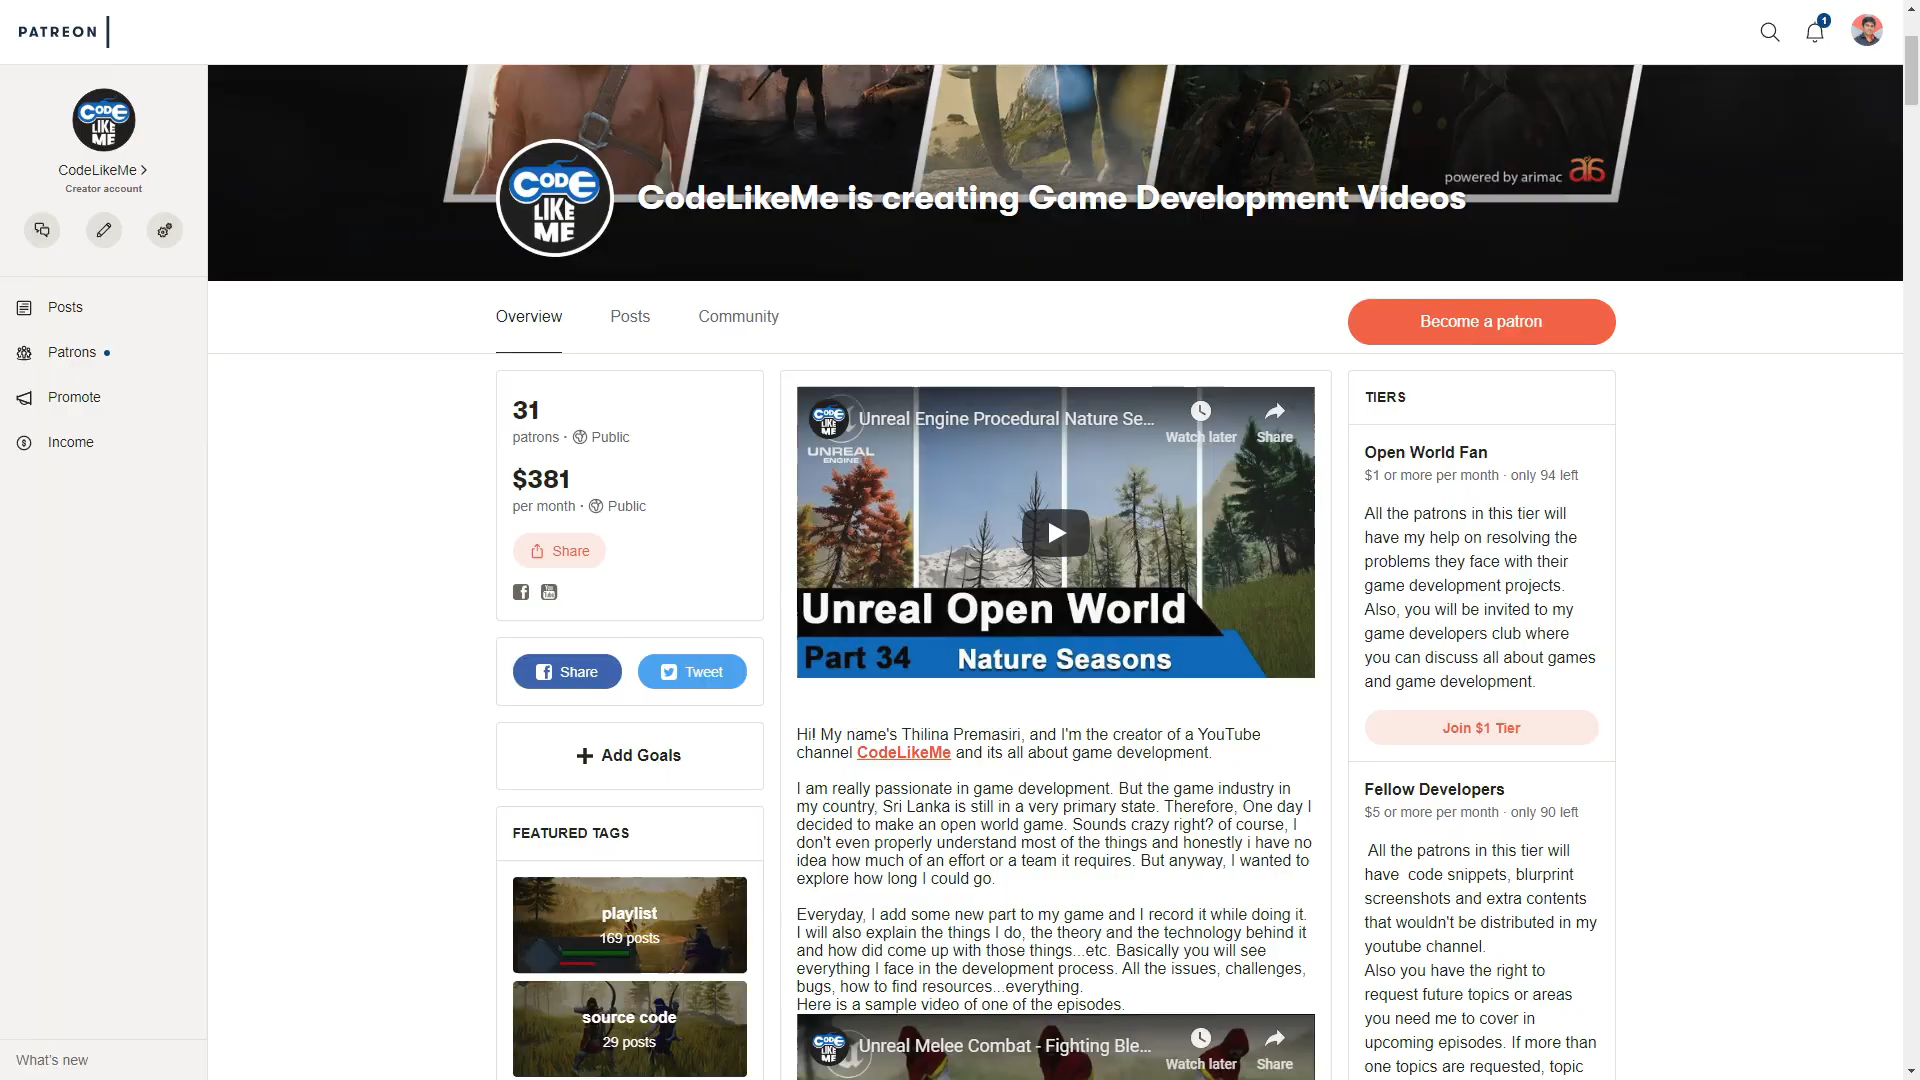 PATREON
1
CODE
LIKE
ME
CodeLikeMe
Creator account
Posts
Patrons
Promote
Income
What's new
powered by arimac
CODE
LIKE
ME
CodeLikeMe is creating Game Development Videos
Overview
Posts
Community
Become a patron
31
patrons · Public
$381
per month · Public
Share
You
Tube
Share
Tweet
Add Goals
FEATURED TAGS
playlist
169 posts
source code
29 posts
CODE
LIKE
ME
Unreal Engine Procedural Nature Se...
Watch later
Share
UNREAL
ENGINE
Unreal Open World
Part 34
Nature Seasons
Hi! My name's Thilina Premasiri, and I'm the creator of a YouTube
channel CodeLikeMe and its all about game development.
I am really passionate in game development. But the game industry in
my country, Sri Lanka is still in a very primary state. Therefore, One day I
decided to make an open world game. Sounds crazy right? of course, I
don't even properly understand most of the things and honestly i have no
idea how much of an effort or a team it requires. But anyway, I wanted to
explore how long I could go.
Everyday, I add some new part to my game and I record it while doing it.
I will also explain the things I do, the theory and the technology behind it
and how did come up with those things...etc. Basically you will see
everything I face in the development process. All the issues, challenges,
bugs, how to find resources...everything.
Here is a sample video of one of the episodes.
CODE
LIKE
ME
Unreal Melee Combat - Fighting Ble...
Watch later
Share
TIERS
Open World Fan
$1 or more per month · only 94 left
All the patrons in this tier will
have my help on resolving the
problems they face with their
game development projects.
Also, you will be invited to my
game developers club where
you can discuss all about games
and game development.
Join $1 Tier
Fellow Developers
$5 or more per month · only 90 left
All the patrons in this tier will
have code snippets, blurprint
screenshots and extra contents
that wouldn't be distributed in my
youtube channel.
Also you have the right to
request future topics or areas
you need me to cover in
upcoming episodes. If more than
one topics are requested, topic